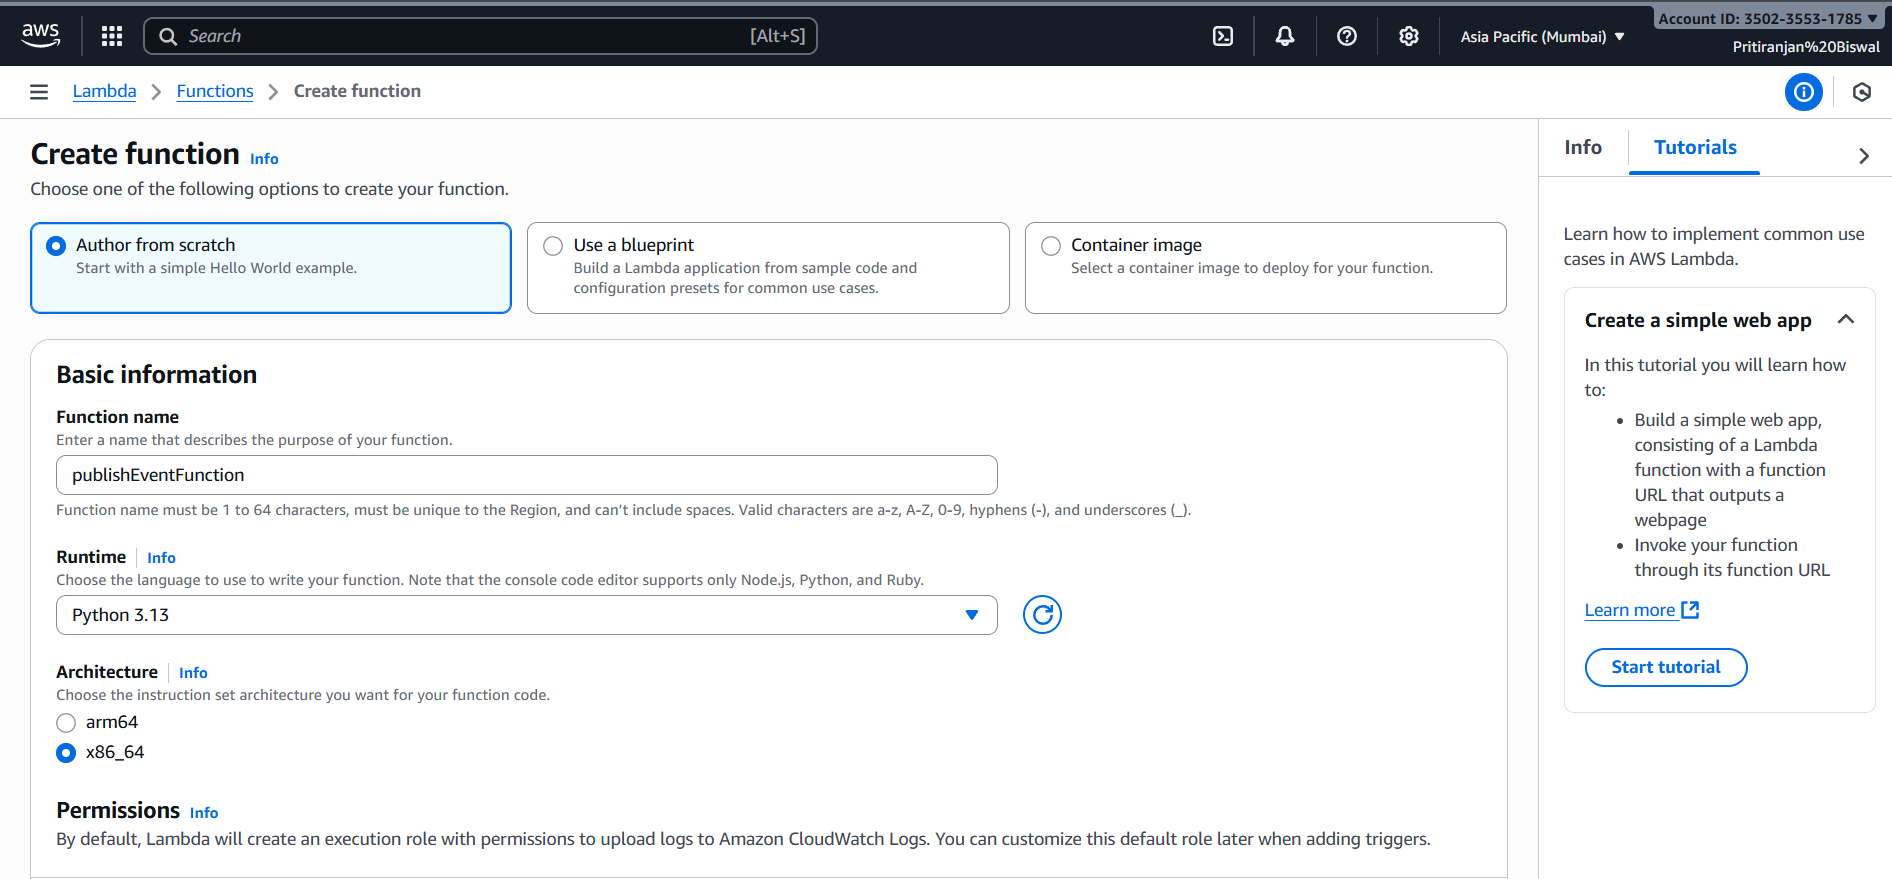 aws
Search
[Alt+S]
Asia Pacific (Mumbai)
Account ID: 3502-3553-1785
Pritiranjan%20Biswal
Lambda
Functions
Create function
Create function
Info
Choose one of the following options to create your function.
Author from scratch
Start with a simple Hello World example.
Use a blueprint
Build a Lambda application from sample code and
configuration presets for common use cases.
Container image
Select a container image to deploy for your function.
Basic information
Function name
Enter a name that describes the purpose of your function.
publishEventFunction
Function name must be 1 to 64 characters, must be unique to the Region, and can't include spaces. Valid characters are a-z, A-Z, 0-9, hyphens (-), and underscores (_).
Runtime
Info
Choose the language to use to write your function. Note that the console code editor supports only Node.js, Python, and Ruby.
Python 3.13
Architecture
Info
Choose the instruction set architecture you want for your function code.
arm64
x86_64
Permissions
Info
By default, Lambda will create an execution role with permissions to upload logs to Amazon CloudWatch Logs. You can customize this default role later when adding triggers.
Info
Tutorials
Learn how to implement common use
cases in AWS Lambda.
Create a simple web app
In this tutorial you will learn how
to:
• Build a simple web app,
consisting of a Lambda
function with a function
URL that outputs a
webpage
• Invoke your function
through its function URL
Learn more
Start tutorial